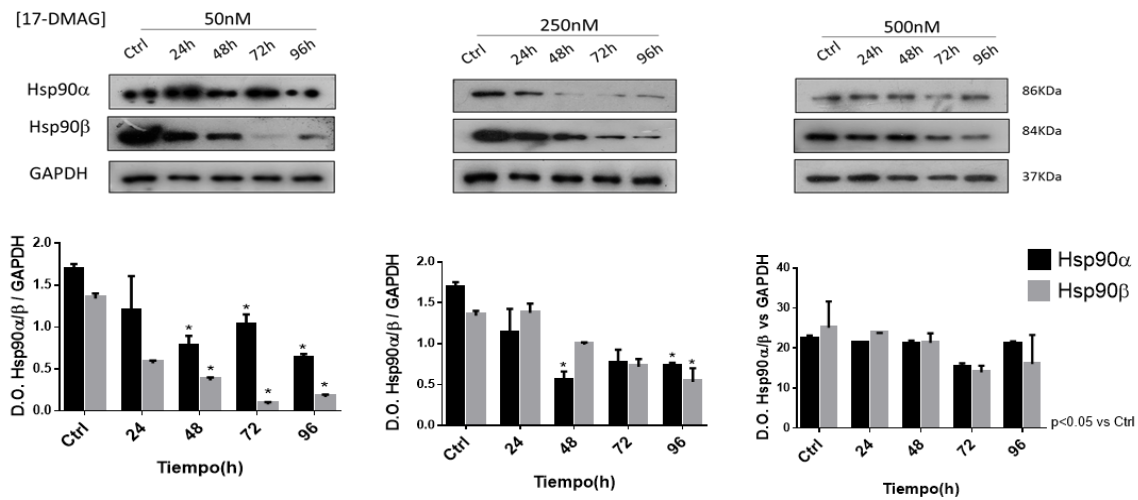 [17-DMAG]
50nM
250nM
500nM
Ctrl 24h 48h 72h 96h
Ctrl 24h 48h 72h 96h
Ctrl 24h 48h 72h 96h
Hsp90α
86KDa
Hsp90β
84KDa
GAPDH
37KDa
D.O. Hsp90α/β / GAPDH
2.0
1.5
1.0
0.5
0.0
* * * * * *
Ctrl 24 48 72 96
Tiempo(h)
D.O. Hsp90α/β / GAPDH
2.0
1.5
1.0
0.5
0.0
* * *
Ctrl 24 48 72 96
Tiempo(h)
D.O. Hsp90α/β vs GAPDH
40
30
20
10
0
Ctrl 24 48 72 96
Tiempo(h)
Hsp90α
Hsp90β
p<0.05 vs Ctrl